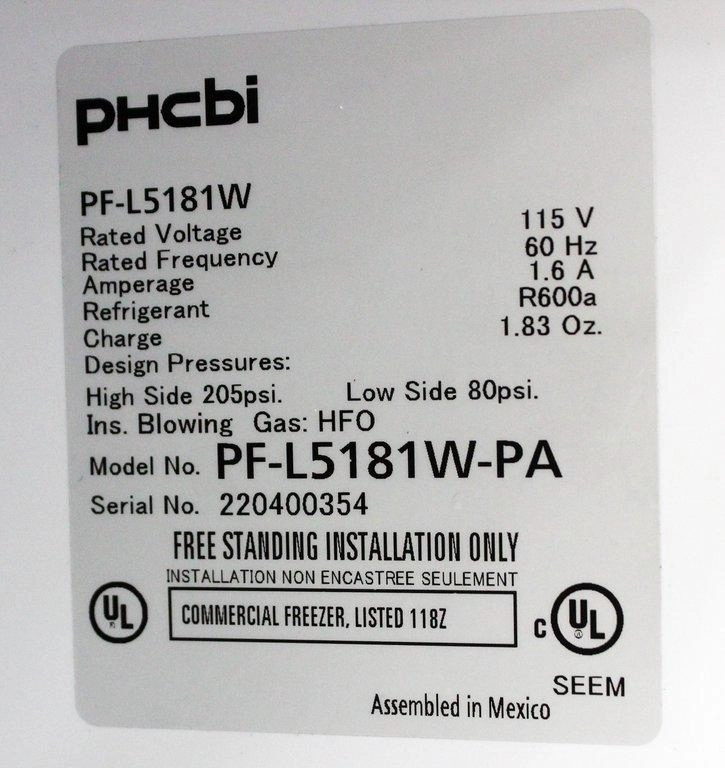 PHcbi
PF-L5181W
Rated Voltage 115 V
Rated Frequency 60 Hz
Amperage 1.6 A
Refrigerant R600a
Charge 1.83 Oz.
Design Pressures:
High Side 205psi. Low Side 80psi.
Ins. Blowing Gas: HFO
Model No. PF-L5181W-PA
Serial No. 220400354
FREE STANDING INSTALLATION ONLY
INSTALLATION NON ENCASTREE SEULEMENT
UL COMMERCIAL FREEZER, LISTED 118Z c UL
SEEM
Assembled in Mexico